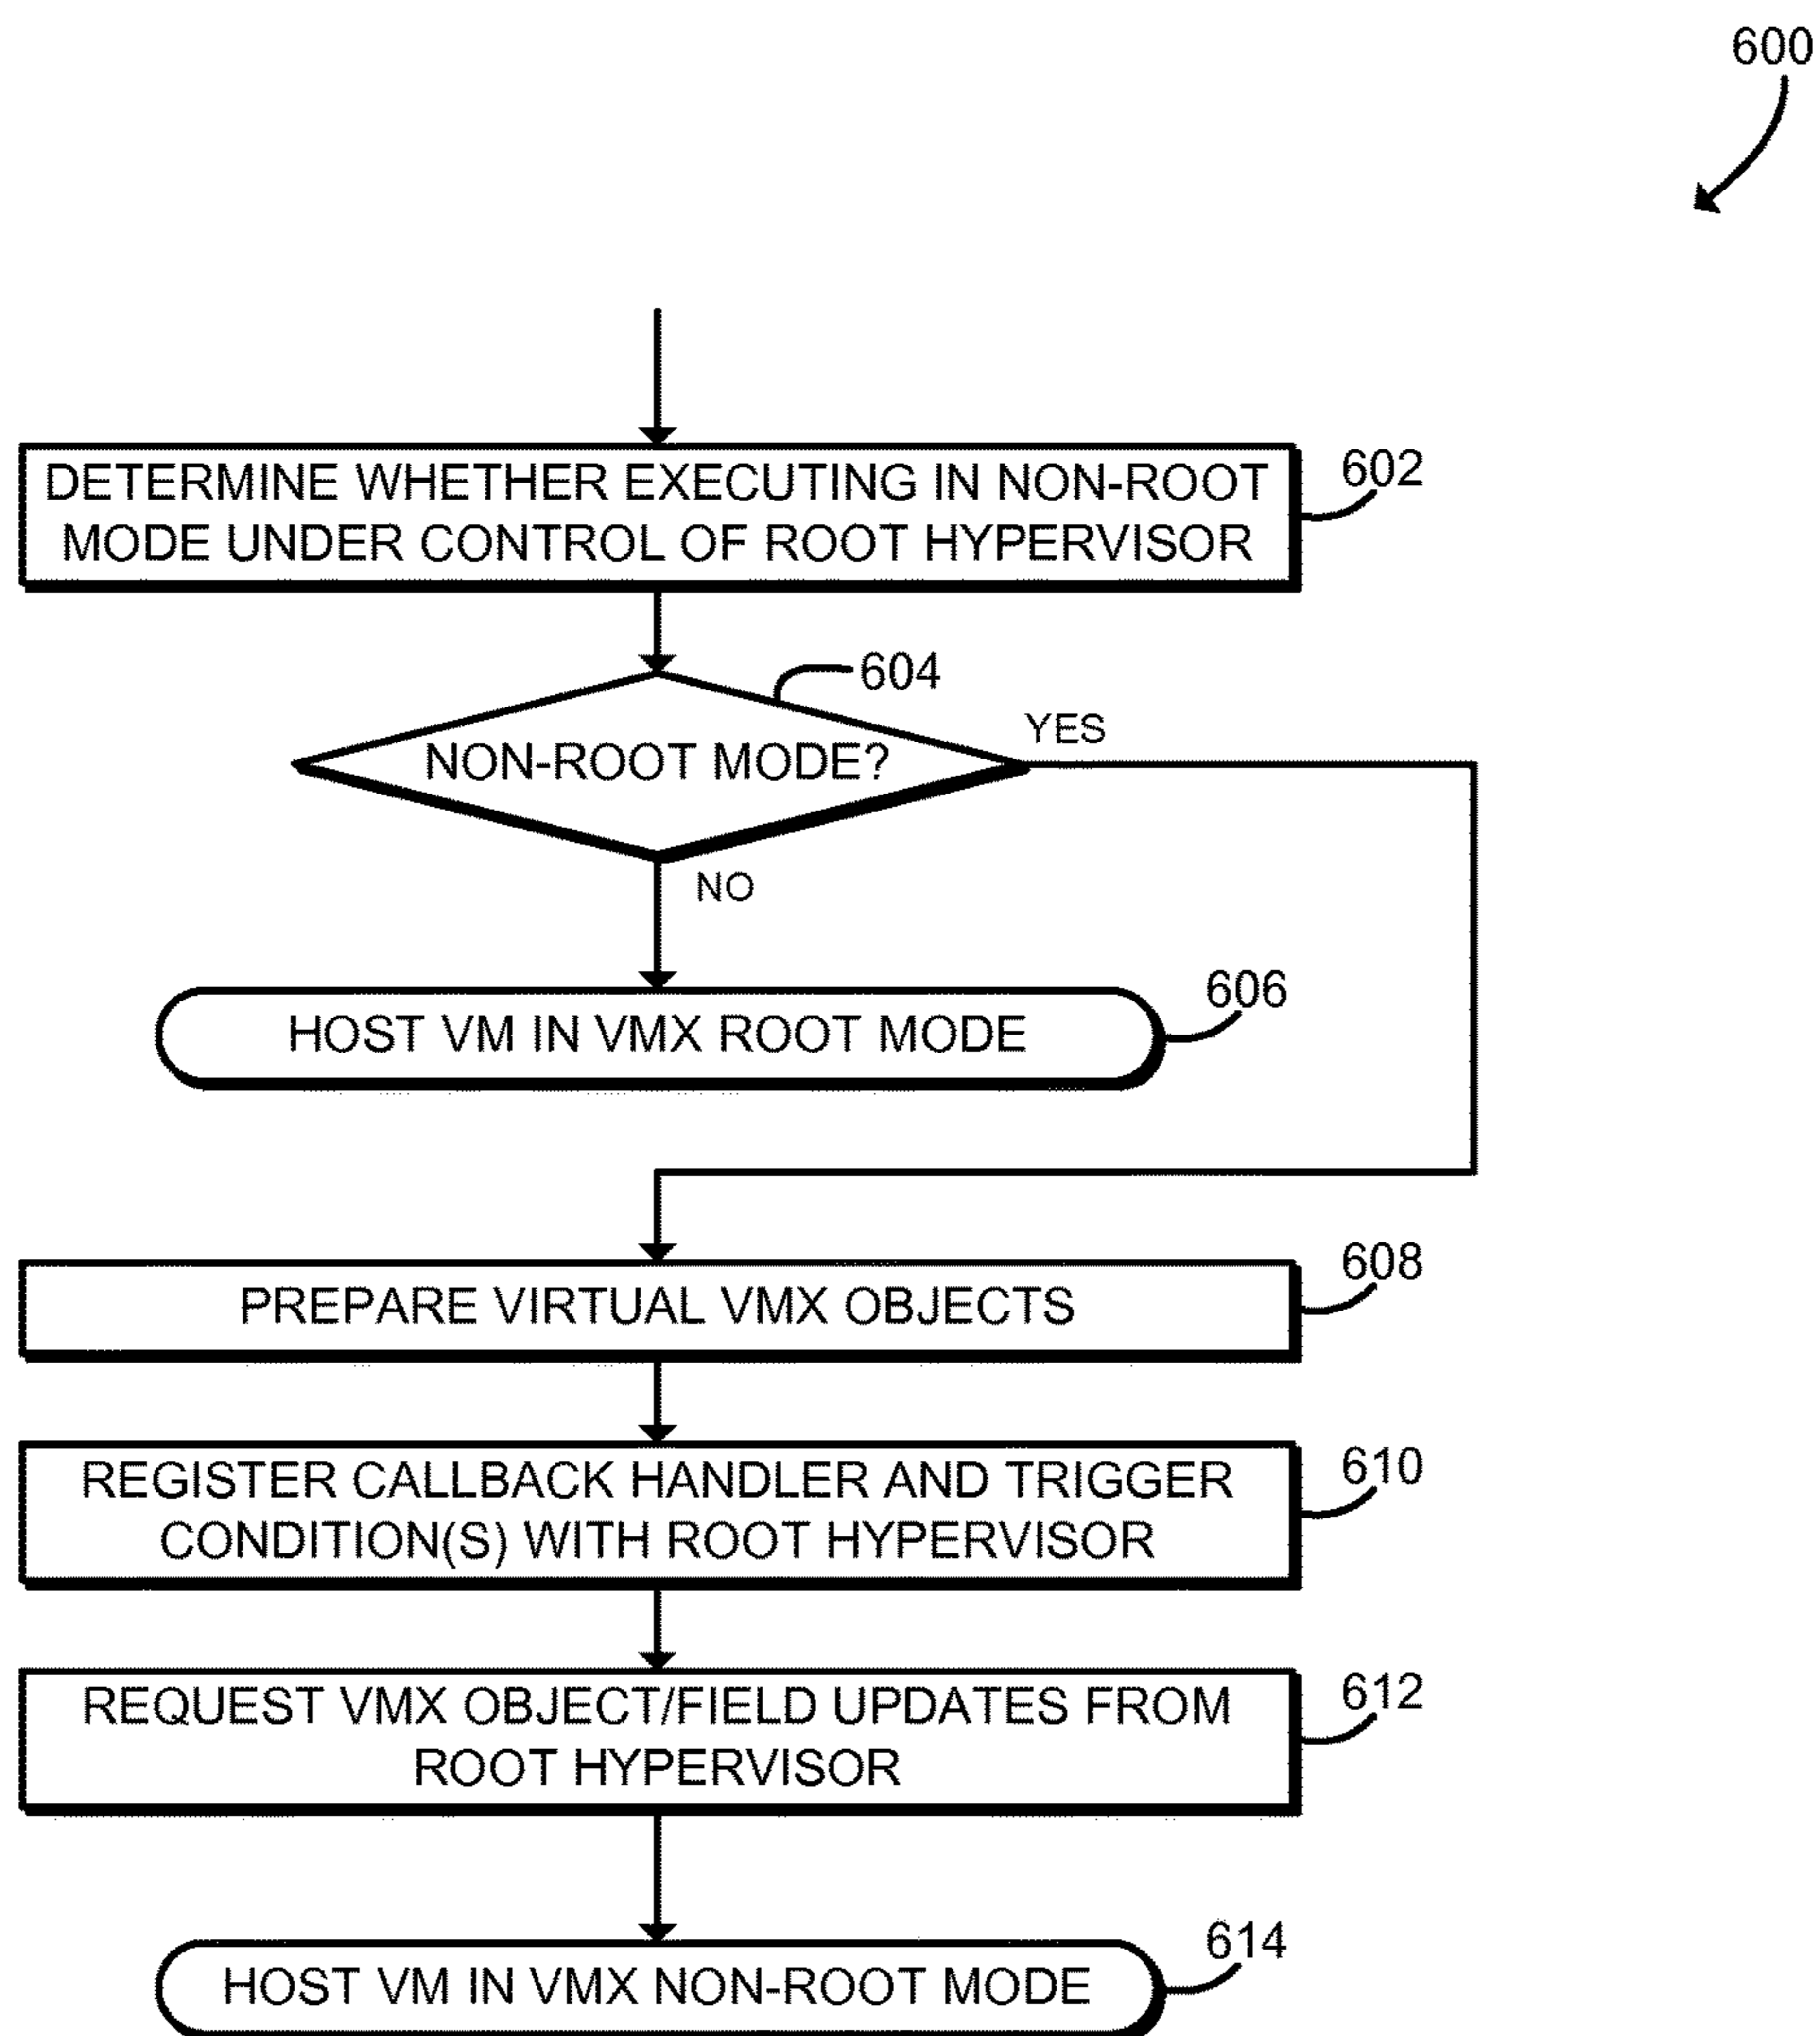 600
DETERMINE WHETHER EXECUTING IN NON-ROOT
MODE UNDER CONTROL OF ROOT HYPERVISOR
602
604
YES
NON-ROOT MODE?
NO
606
HOST VM IN VMX ROOT MODE
608
PREPARE VIRTUAL VMX OBJECTS
610
REGISTER CALLBACK HANDLER AND TRIGGER
CONDITION(S) WITH ROOT HYPERVISOR
612
REQUEST VMX OBJECT/FIELD UPDATES FROM
ROOT HYPERVISOR
614
HOST VM IN VMX NON-ROOT MODE